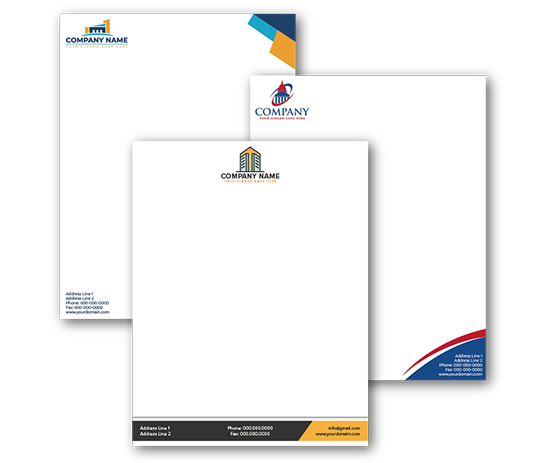 COMPANY NAME
YOUR SLOGAN GOES HERE
Address Line 1
Address Line 2
Phone: 000-000-0000
Fax: 000-000-0000
www.yourdomain.com
COMPANY
YOUR SLOGAN GOES HERE
Address Line 1
Address Line 2
Phone: 000-000-0000
Fax: 000-000-0000
www.yourdomain.com
COMPANY NAME
YOUR SLOGAN GOES HERE
Address Line 1
Address Line 2
Phone: 000.000.0000
Fax: 000.000.0000
info@gmail.com
www.yourdomain.com